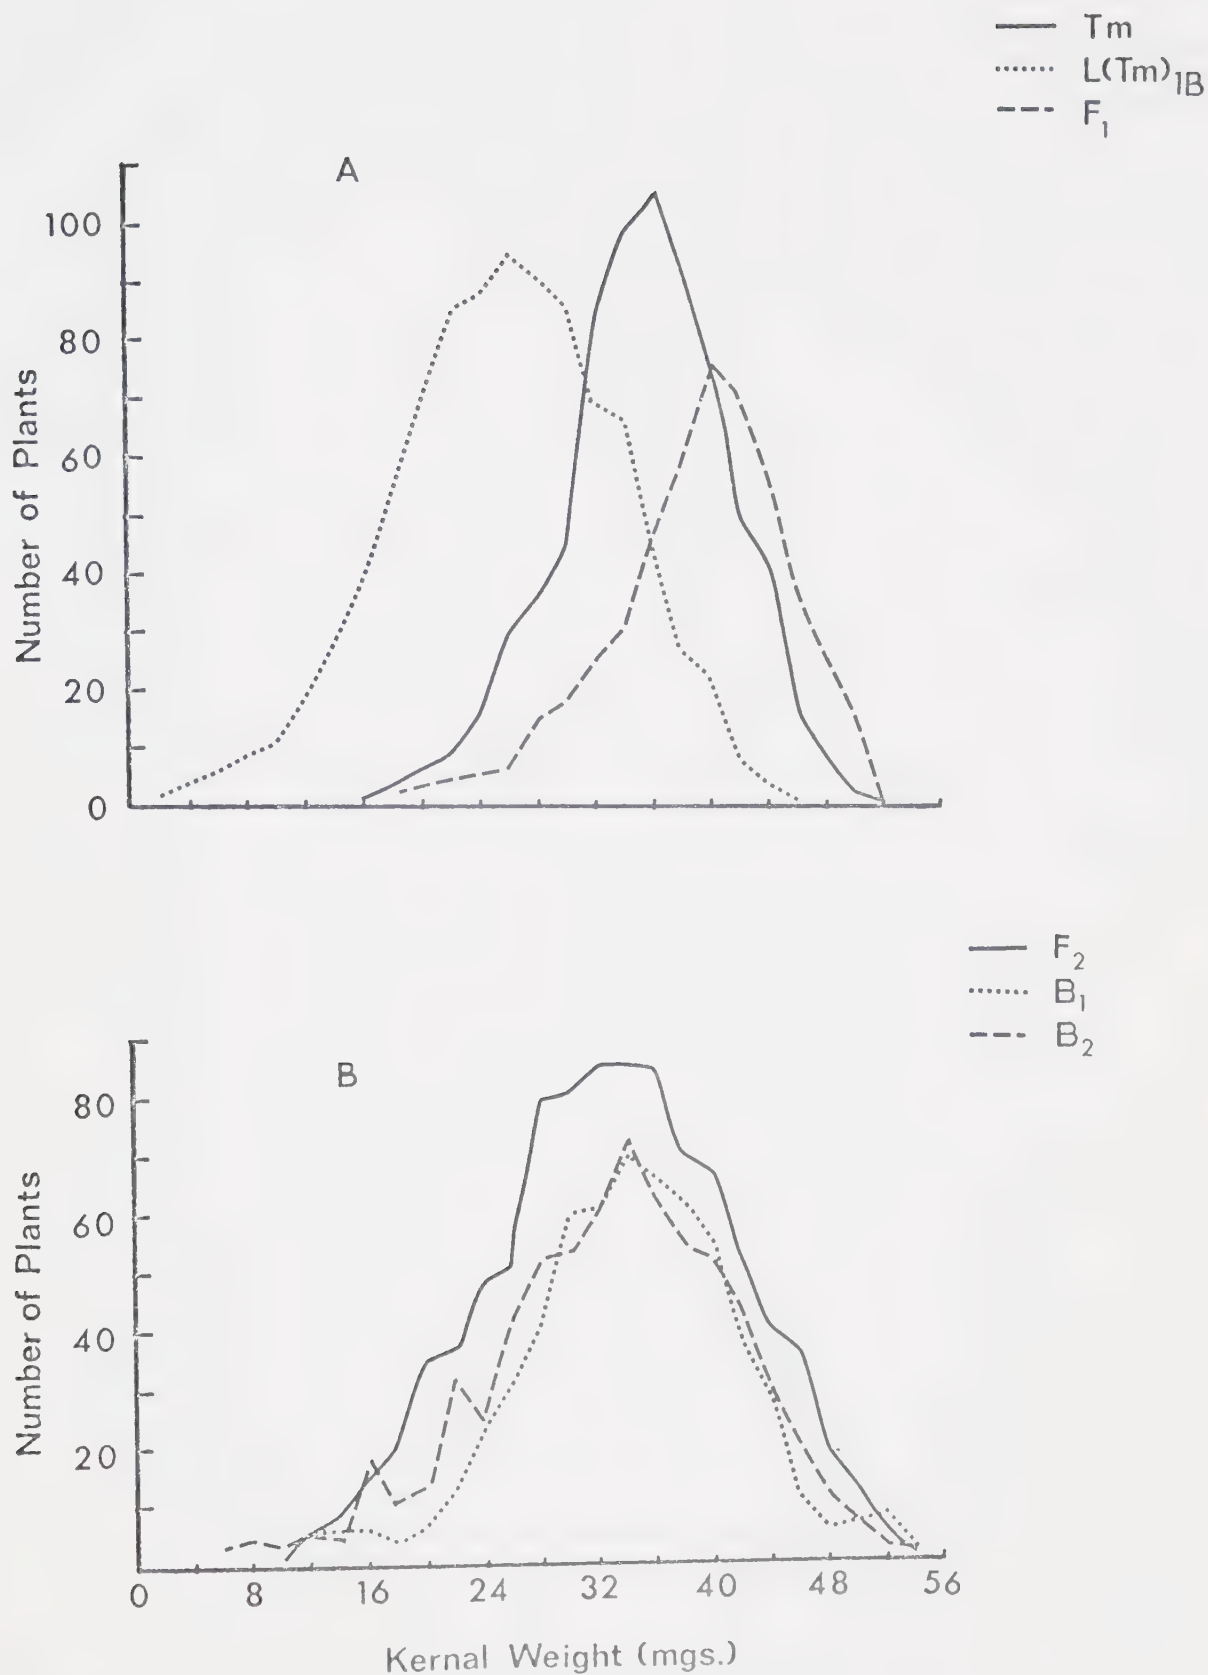 Tm
L(Tm)1B
F1
A
100
80
60
40
20
0
Number of Plants
F2
B1
B2
B
80
60
40
20
Number of Plants
0 8 16 24 32 40 48 56
Kernal Weight (mgs.)